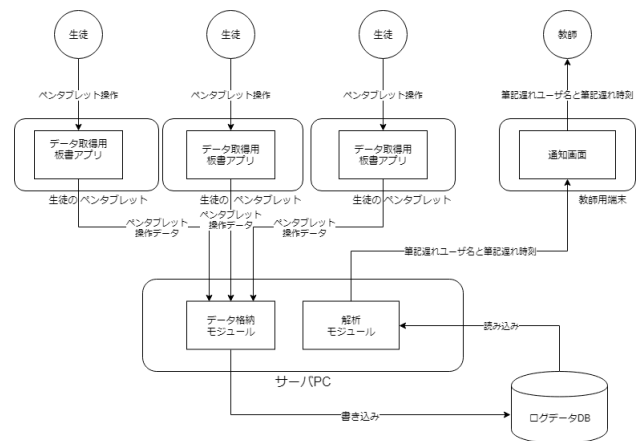 生徒
生徒
生徒
教師
ペンタブレット操作
ペンタブレット操作
ペンタブレット操作
筆記遅れユーザ名と筆記遅れ時刻
データ取得用
板書アプリ
データ取得用
板書アプリ
データ取得用
板書アプリ
通知画面
生徒の ペンタブレット
生徒の ペンタブレット
生徒のペンタブレット
教師用端末
ペンタブレット
操作データ
ペンタブレット
操作データ
ペンタブレット
操作データ
筆記遅れユーザ名と筆記遅れ時刻
データ格納
モジュール
解析
モジュール
読み込み
サーバPC
書き込み
ログデータDB